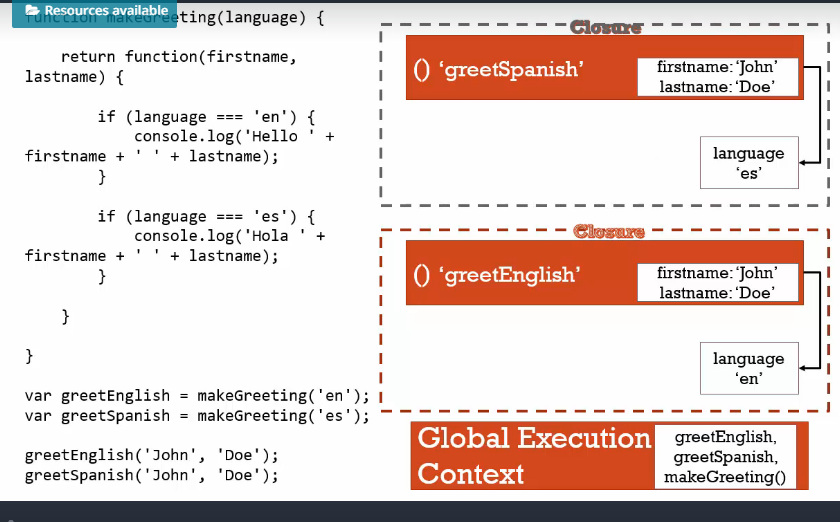 Resources available
function makeGreeting(language) {
return function(firstname,
lastname) {
if (language === 'en') {
console.log('Hello ' +
firstname + ' ' + lastname);
}
if (language === 'es') {
console.log('Hola ' +
firstname + ' ' + lastname);
}
}
}
var greetEnglish = makeGreeting('en');
var greetSpanish = makeGreeting('es');
greetEnglish('John', 'Doe');
greetSpanish('John', 'Doe');
Closure
() ‘greetSpanish’
firstname: ‘John’
lastname: ‘Doe’
language
‘es’
Closure
() ‘greetEnglish’
firstname: ‘John’
lastname: ‘Doe’
language
‘en’
Global Execution
Context
greetEnglish,
greetSpanish,
makeGreeting()